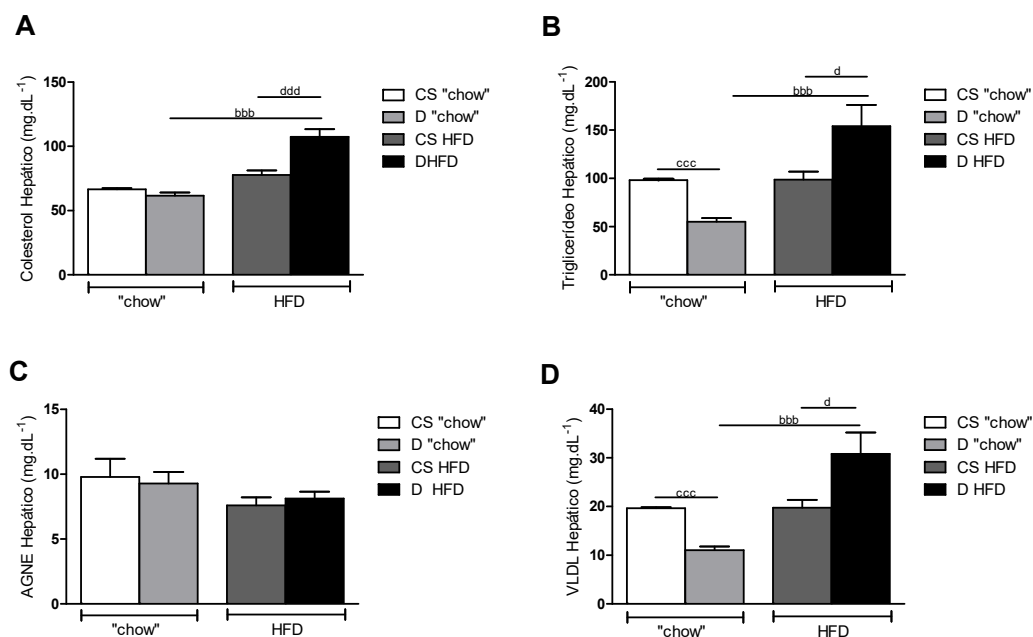 A
Colesterol Hepático (mg.dL⁻¹)
150
100
50
0
ddd
bbb
"chow"
HFD
CS "chow"
D "chow"
CS HFD
DHFD
B
Triglicerídeo Hepático (mg.dL⁻¹)
200
150
100
50
0
d
bbb
ccc
"chow"
HFD
CS "chow"
D "chow"
CS HFD
D HFD
C
AGNE Hepático (mg.dL⁻¹)
15
10
5
0
"chow"
HFD
CS "chow"
D "chow"
CS HFD
D HFD
D
VLDL Hepático (mg.dL⁻¹)
40
30
20
10
0
d
bbb
ccc
"chow"
HFD
CS "chow"
D "chow"
CS HFD
D HFD